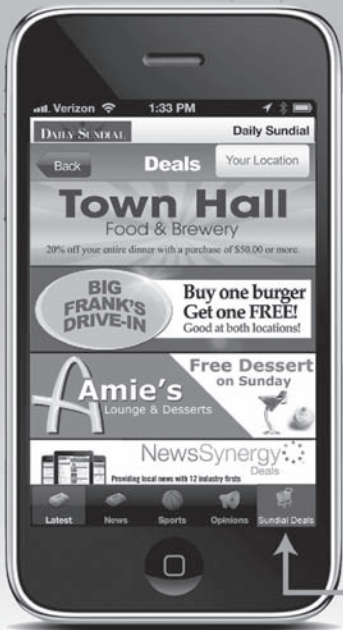 Verizon 1:33 PM
DAILY SUNDIAL Daily Sundial
Back Deals Your Location
Town Hall
Food & Brewery
20% off your entire dinner with a purchase of $50.00 or more.
BIG
FRANK'S
DRIVE-IN
Buy one burger
Get one FREE!
Good at both locations!
Amie's
Lounge & Desserts
Free Dessert
on Sunday
NewsSynergy
Deals
Providing local news with 12 industry firsts
Latest News Sports Opinions Sundial Deals